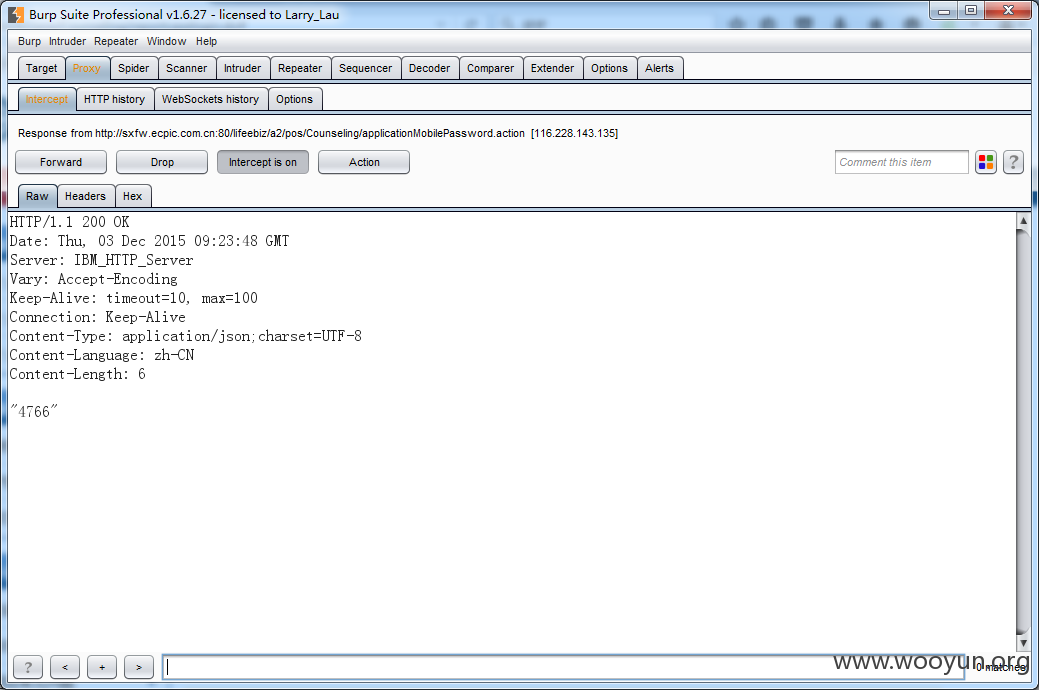 Burp Suite Professional v1.6.27 - licensed to Larry_Lau
Burp Intruder Repeater Window Help
Target Proxy Spider Scanner Intruder Repeater Sequencer Decoder Comparer Extender Options Alerts
Intercept HTTP history WebSockets history Options
Response from http://sxfw.ecpic.com.cn:80/lifeebiz/a2/pos/Counseling/applicationMobilePassword.action [116.228.143.135]
Forward Drop Intercept is on Action Comment this item ?
Raw Headers Hex
HTTP/1.1 200 OK
Date: Thu, 03 Dec 2015 09:23:48 GMT
Server: IBM_HTTP_Server
Vary: Accept-Encoding
Keep-Alive: timeout=10, max=100
Connection: Keep-Alive
Content-Type: application/json;charset=UTF-8
Content-Language: zh-CN
Content-Length: 6
"4766"
? < + > 0 matches
www.wooyun.org